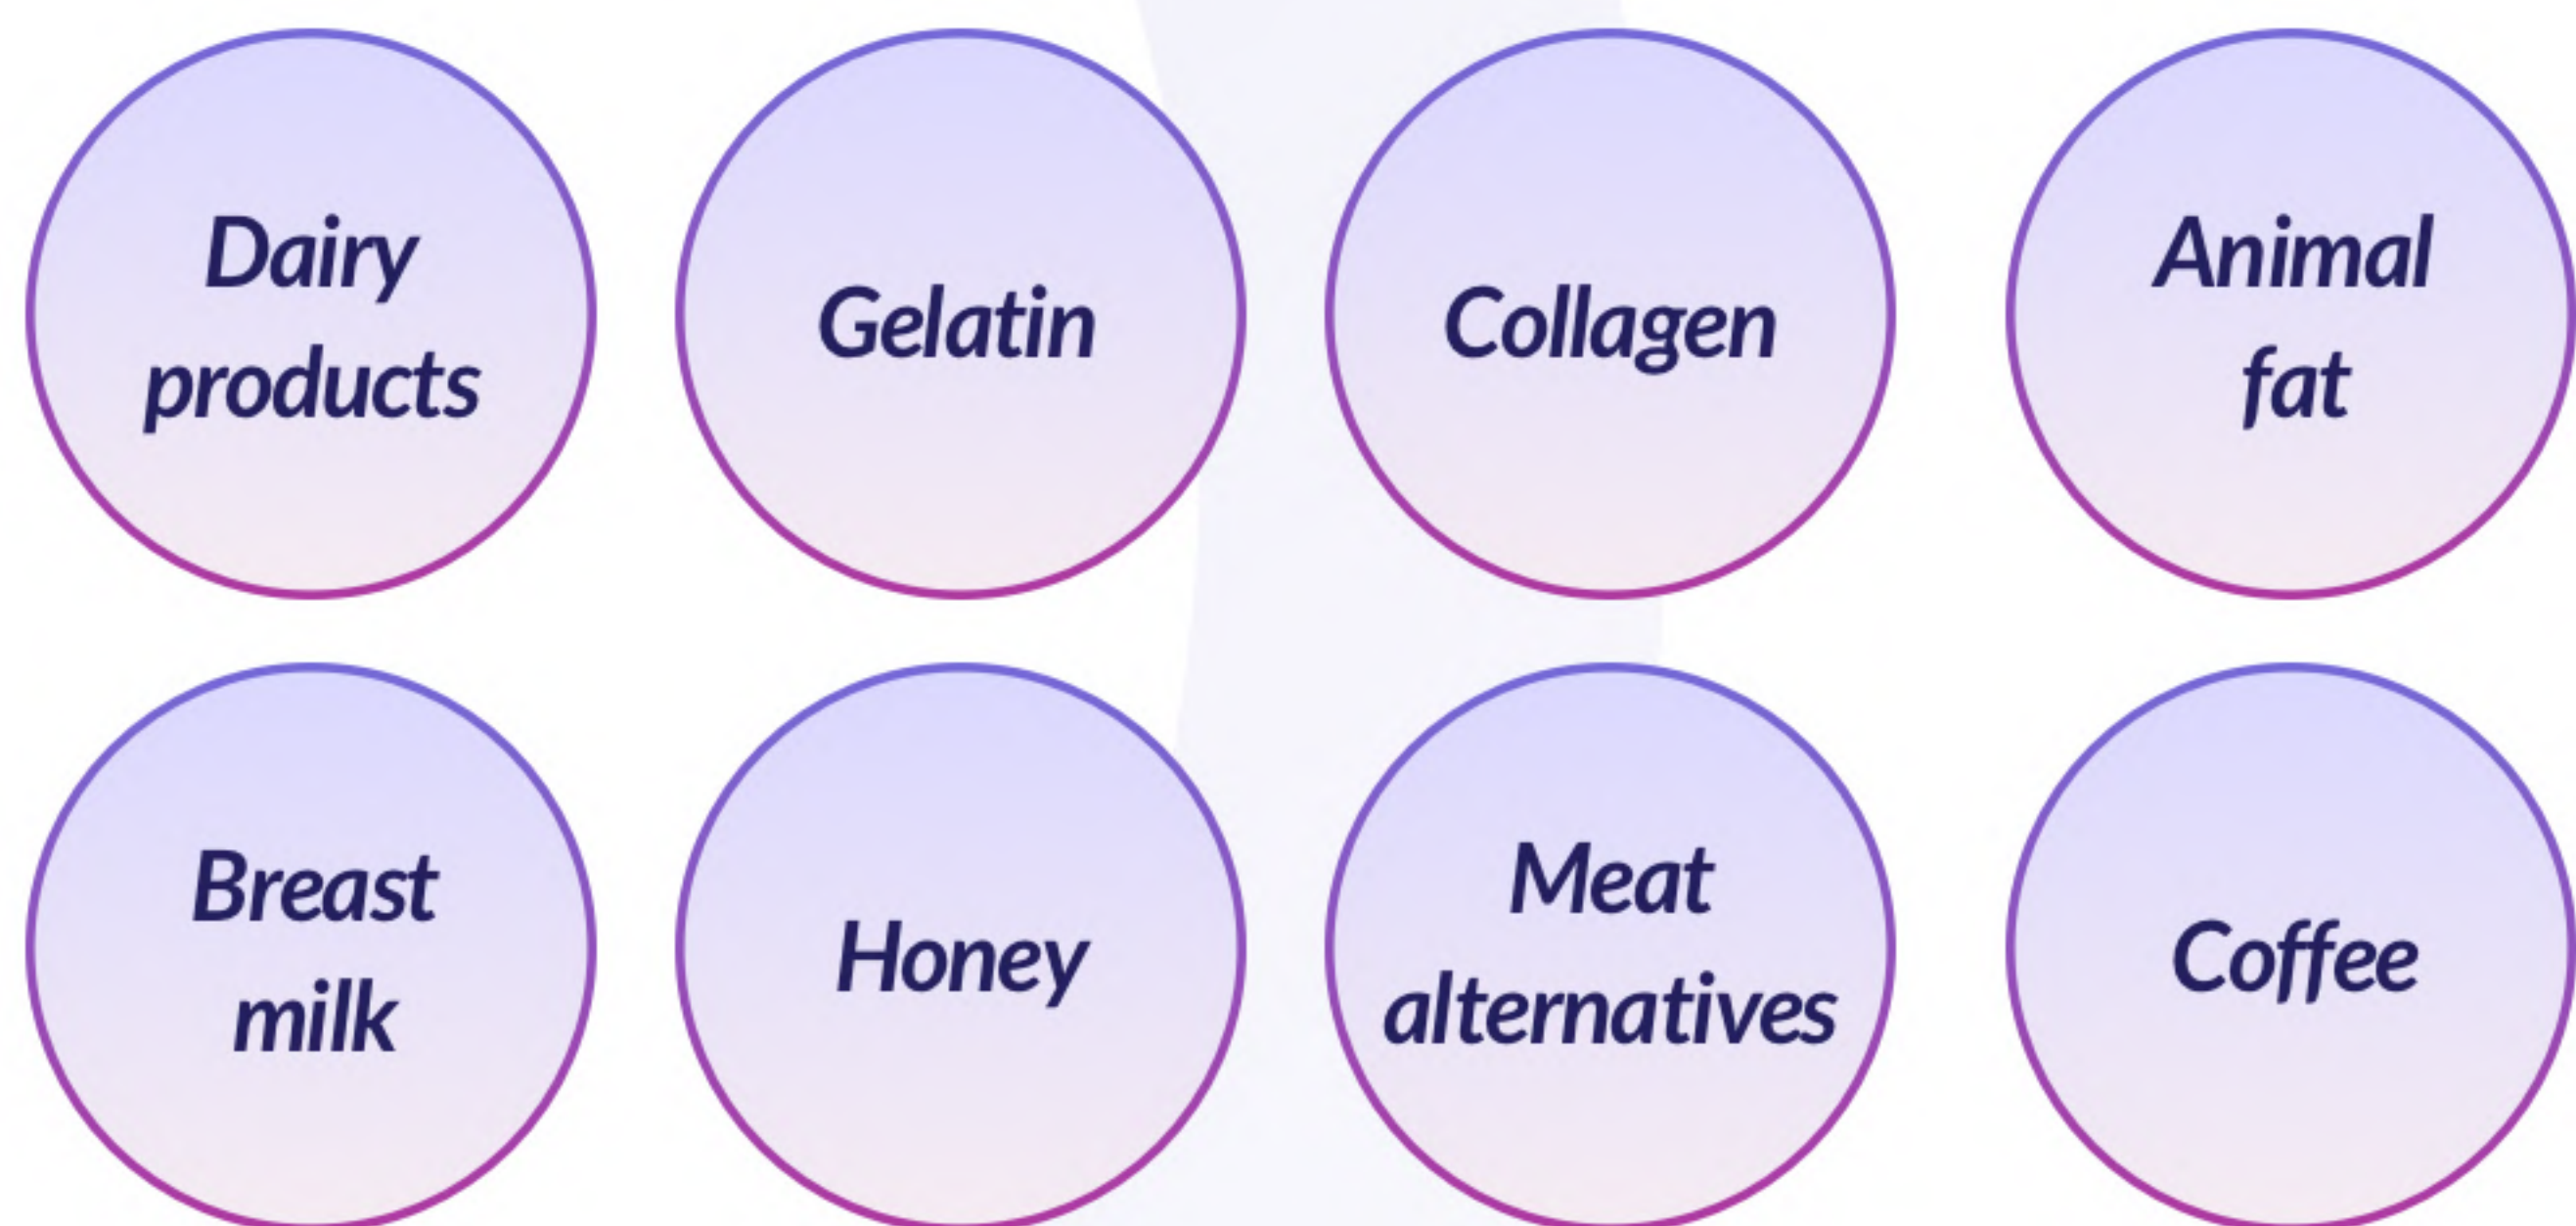 Dairy
products
Gelatin
Collagen
Animal
fat
Breast
milk
Honey
Meat
alternatives
Coffee